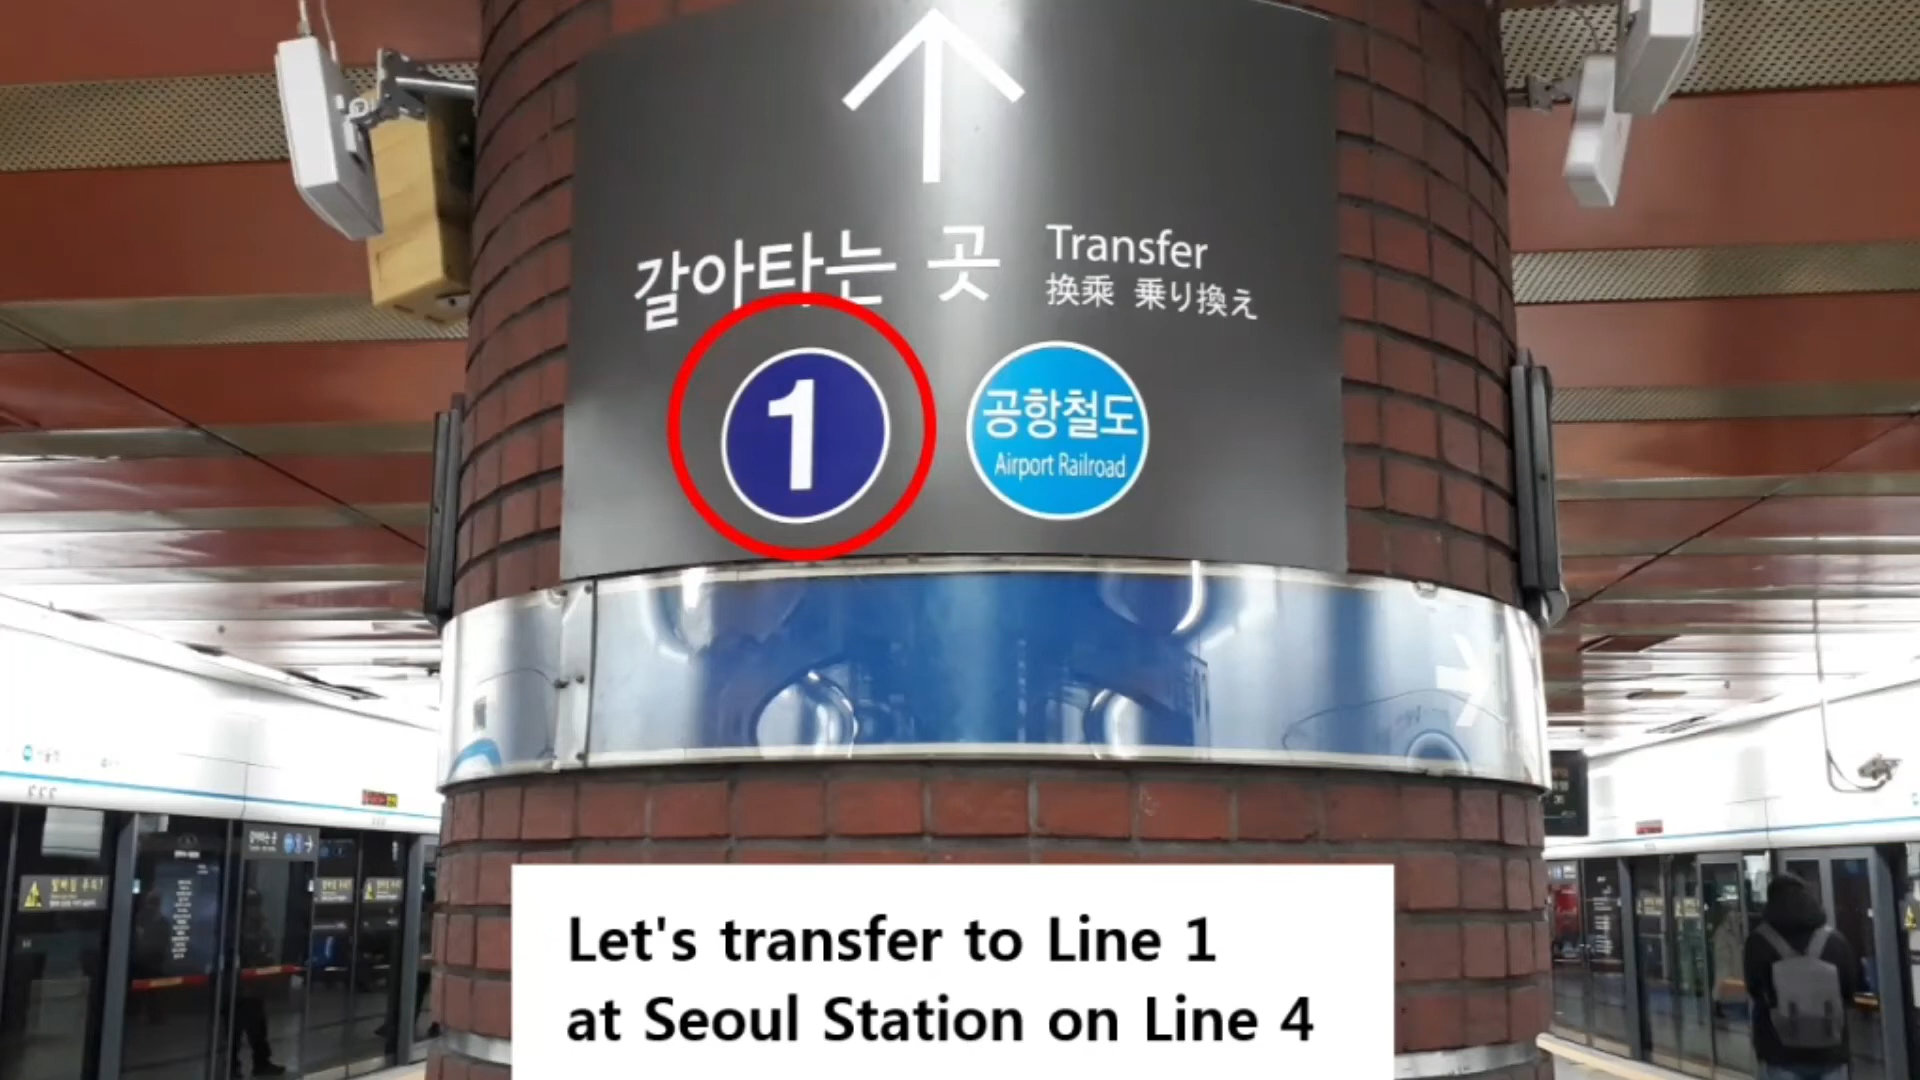 갈아타는 곳 Transfer
换乘 乗り換え
1
공항철도
Airport Railroad
Let's transfer to Line 1
at Seoul Station on Line 4